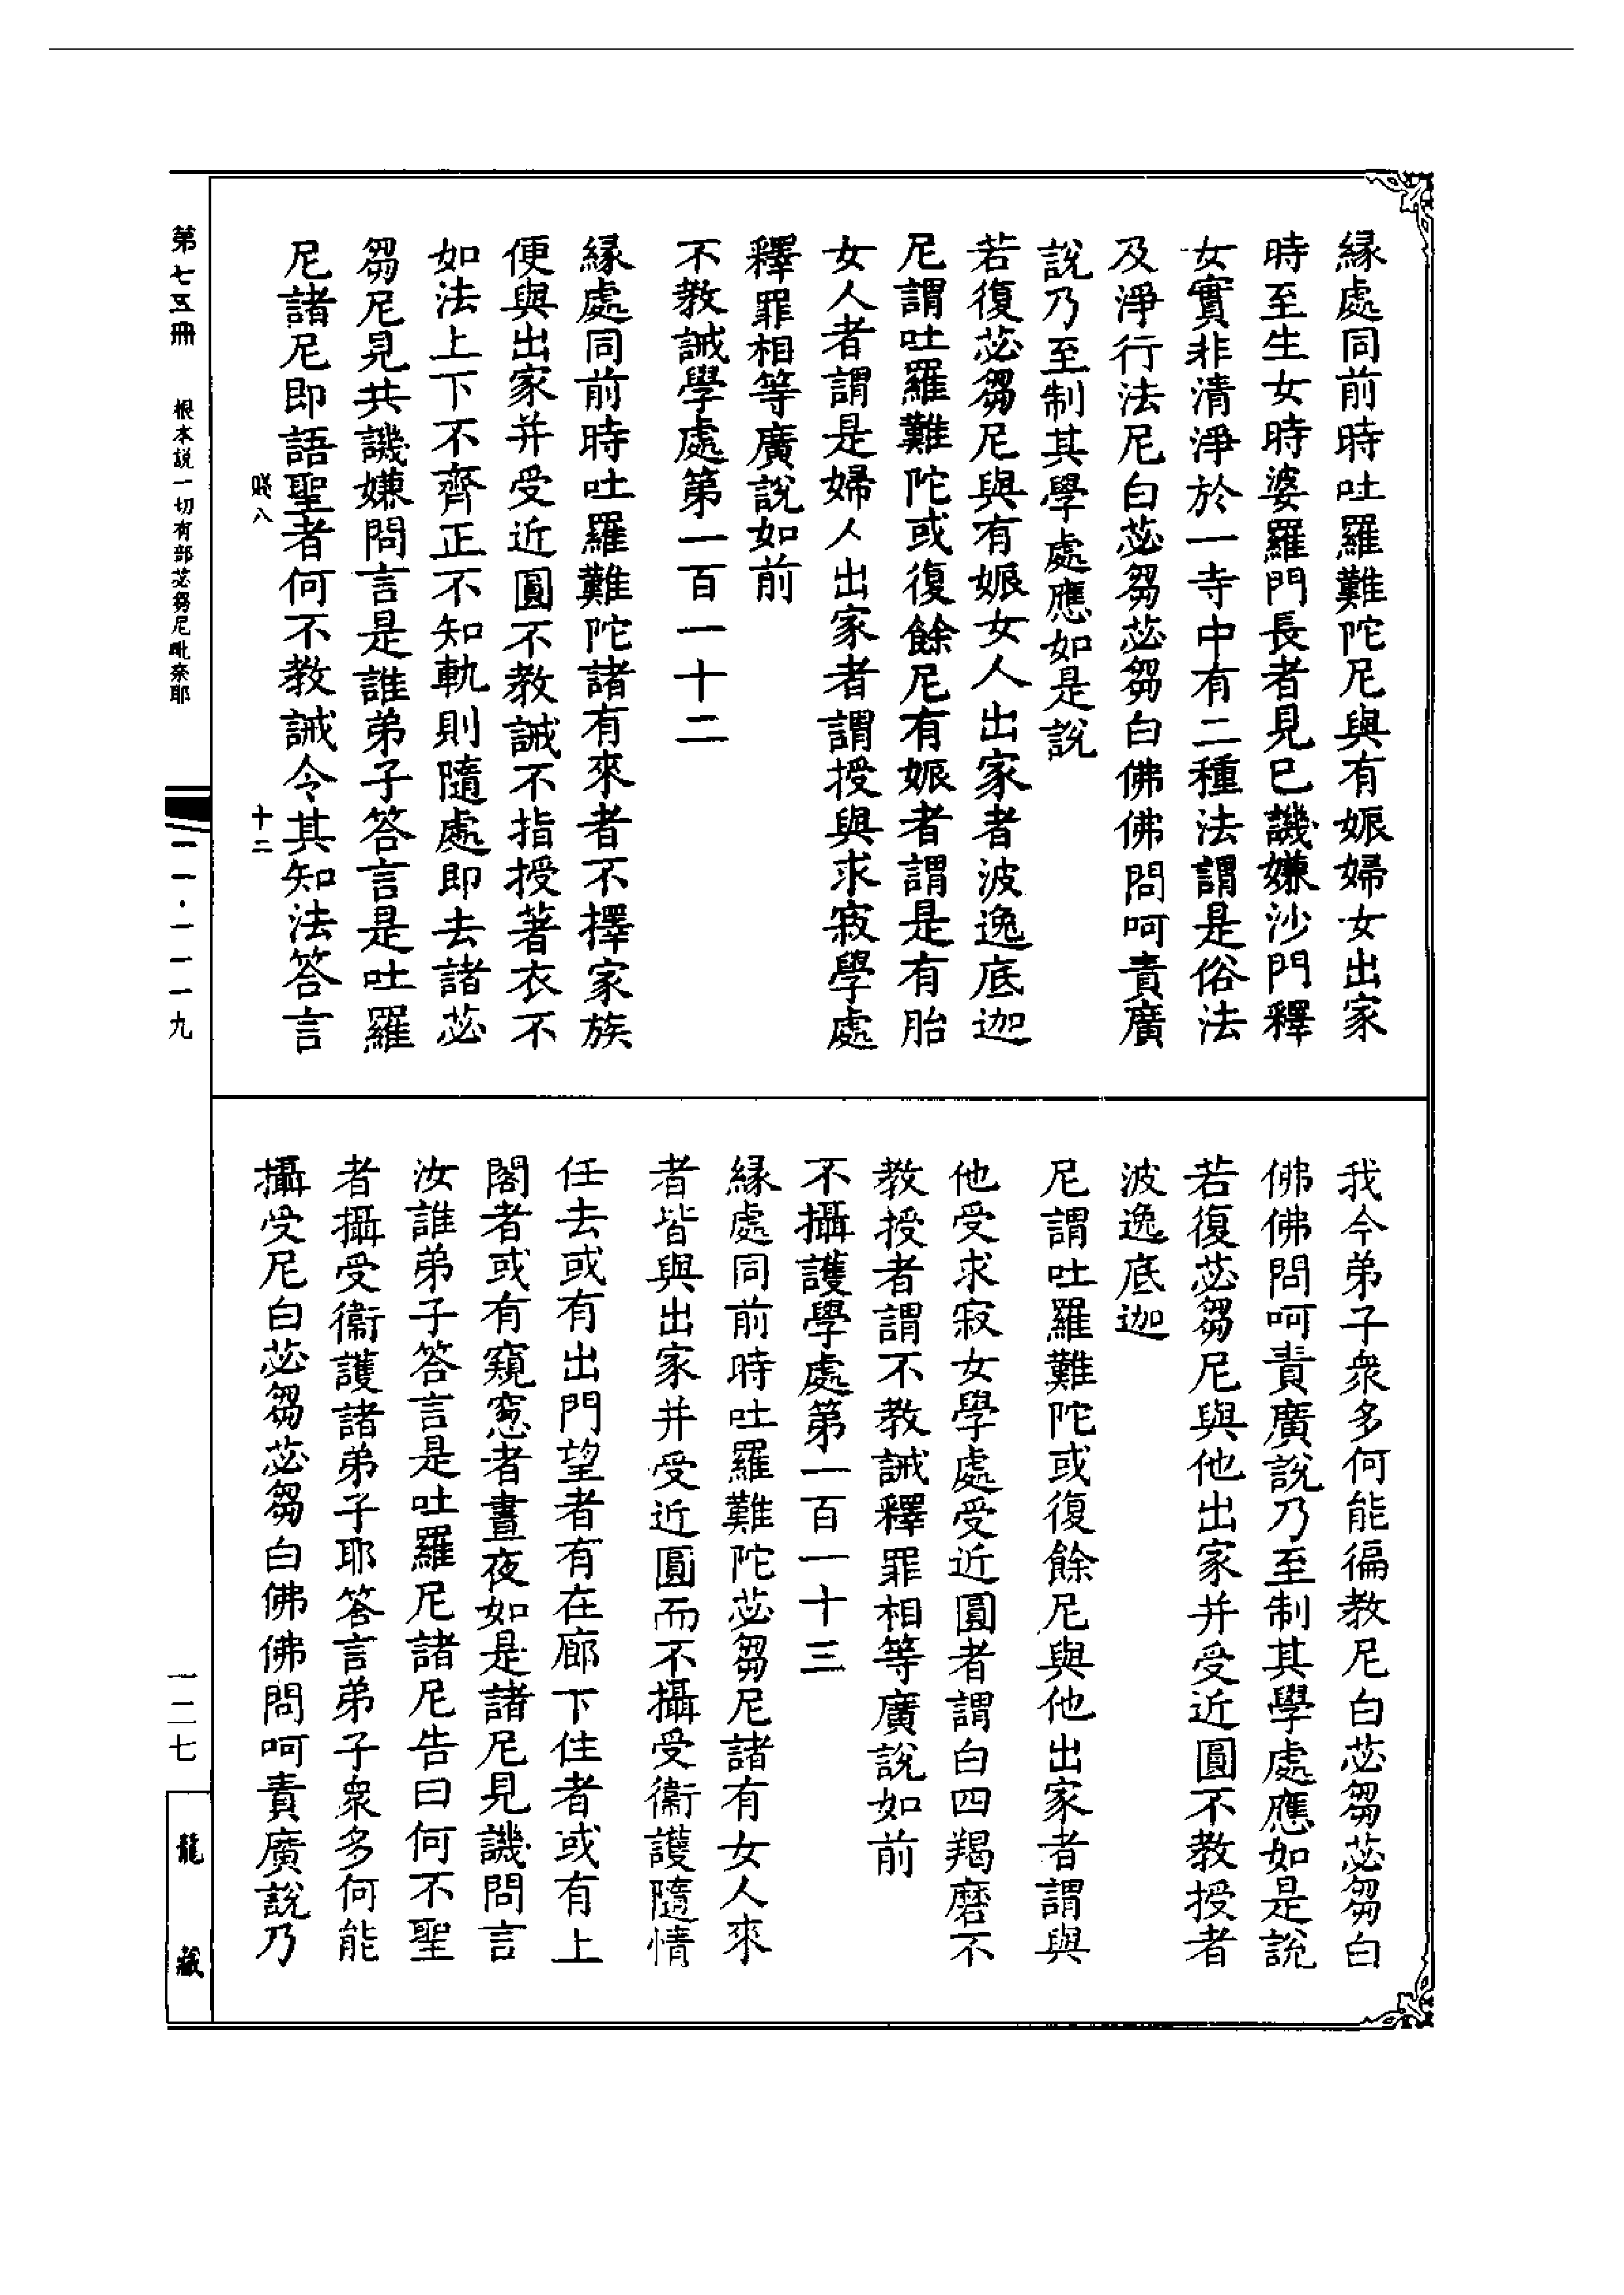 緣處同前時吐羅難陀尼與有娠婦女出家
時至生女時婆羅門長者見已譏嫌沙門釋
女實非清淨於一寺中有二種法謂是俗法
及淨行法尼白苾芻苾芻白佛佛問呵責廣
說乃至制其學處應如是說
若復苾芻尼與有娠女人出家者波逸底迦
尼謂吐羅難陀或復餘尼有娠者謂是有胎
女人者謂是婦人出家者謂授與求寂學處
釋罪相等廣說如前
不教誡學處第一百一十二
緣處同前時吐羅難陀諸有來者不擇家族
便與出家并受近圓不教誡不指授著衣不
如法上下不齊正不知軌則隨處即去諸苾
芻尼見共譏嫌問言是誰弟子答言是吐羅
尼諸尼即語聖者何不教誡令其知法答言
賤八 十二
我今弟子衆多何能徧教尼白苾芻苾芻白
佛佛問呵責廣說乃至制其學處應如是說
若復苾芻尼與他出家并受近圓不教授者
波逸底迦
尼謂吐羅難陀或復餘尼與他出家者謂與
他受求寂女學處受近圓者謂白四羯磨不
教授者謂不教誡釋罪相等廣說如前
不攝護學處第一百一十三
緣處同前時吐羅難陀苾芻尼諸有女人來
者皆與出家并受近圓而不攝受衞護隨情
任去或有出門望者有在廊下住者或有上
閣者或有窺窻者晝夜如是諸尼見譏問言
汝誰弟子答言是吐羅尼諸尼告曰何不聖
者攝受衞護諸弟子耶答言弟子衆多何能
攝受尼白苾芻苾芻白佛佛問呵責廣說乃
第七五冊 根本說一切有部苾芻尼毗奈耶
一二七
龍藏